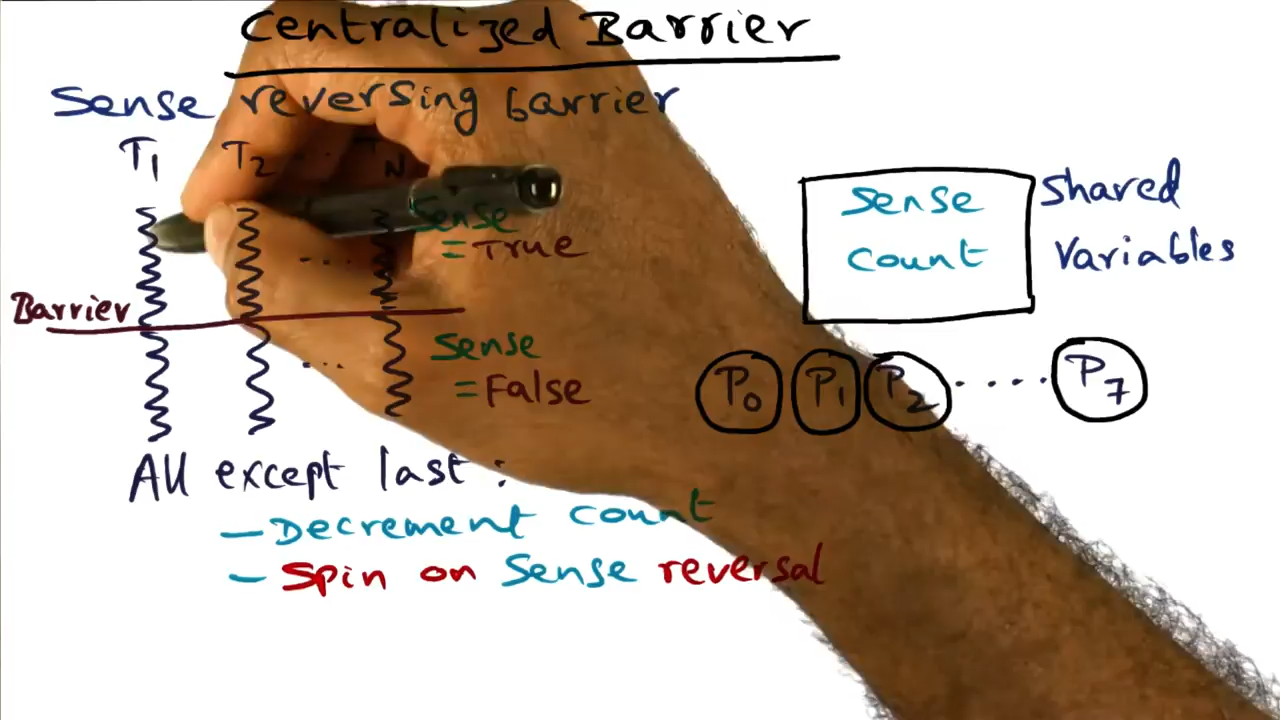 Centralized Barrier
Sense reversing barrier
T1 T2 ... TN
Sense
= True
Barrier
Sense
= False
All except last :
- Decrement count
- Spin on Sense reversal
Sense
count
Shared
Variables
P0 P1 P2 ..... P7